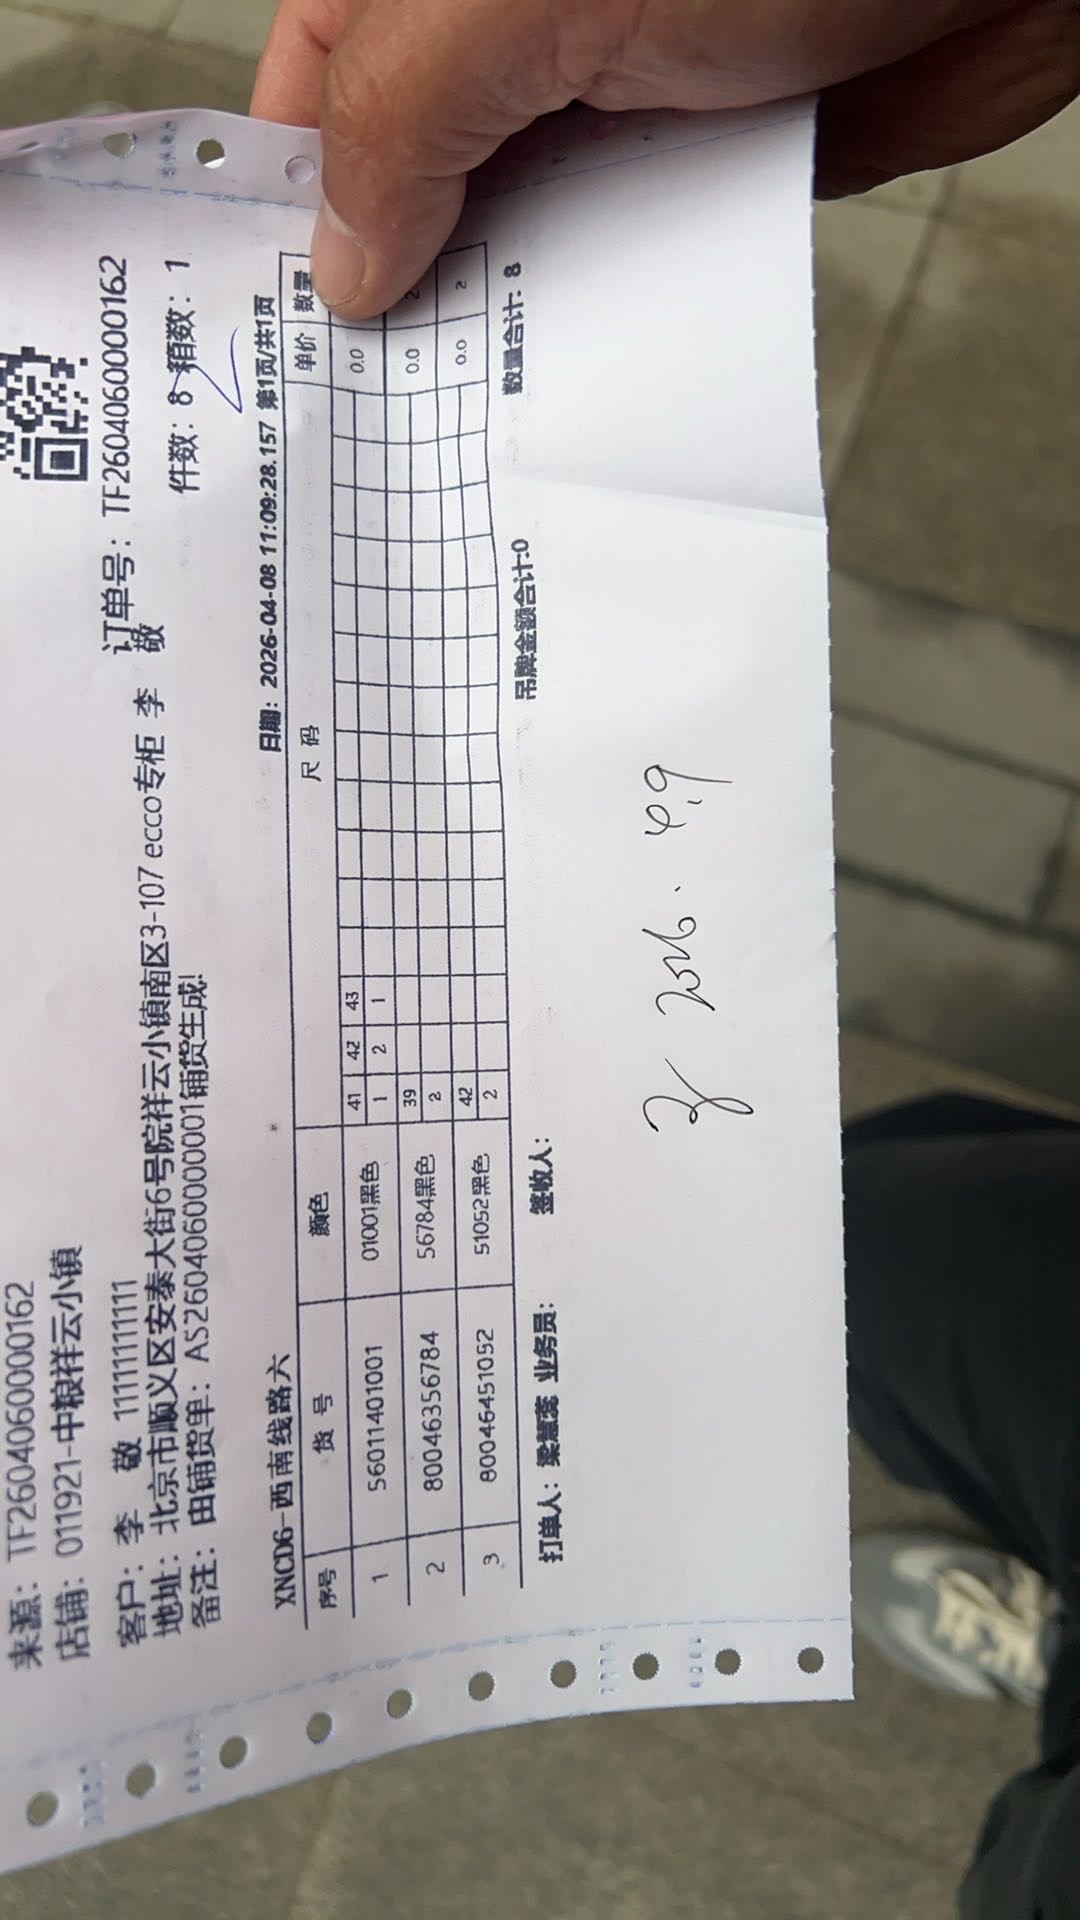 来源：TF26040600000162 订单号：TF26040600000162
店铺：011921-中粮祥云小镇
客户：李 敬 11111111111 件数：8 箱数：1
地址：北京市顺义区安泰大街6号院祥云小镇南区3-107 ecco专柜 李 敬
备注：由铺货单：AS26040600000001铺货生成!
XNCD6-西南线路六 日期：2026-04-08 11:09:28.157 第1页/共1页
序号 货号 颜色 尺码 单价 数量
41 42 43
1 56011401001 01001黑色 1 2 1 0.0
39
2 80046356784 56784黑色 2 0.0 2
42
3 80046451052 51052黑色 2 0.0 2
打单人：梁慧蕊 业务员： 签收人： 吊牌金额合计:0 数量合计：8
2026.4.9